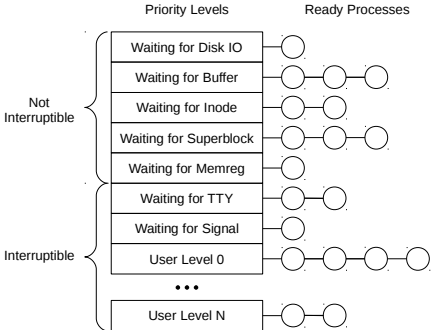 Priority Levels
Ready Processes
Waiting for Disk IO
Waiting for Buffer
Not
Interruptible
Waiting for Inode
Waiting for Superblock
Waiting for Memreg
Waiting for TTY
Waiting for Signal
Interruptible
User Level 0
•••
User Level N